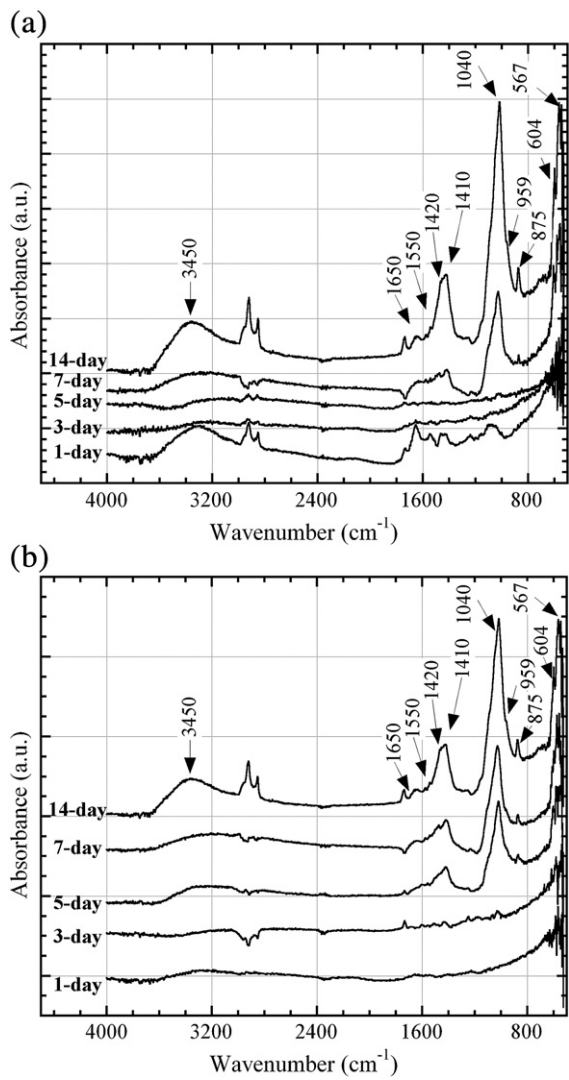 (a)
1040
567
604
959
875
1420
1410
1550
1650
3450
Absorbance (a.u.)
14-day
7-day
5-day
3-day
1-day
4000 3200 2400 1600 800
Wavenumber (cm-1)
(b)
1040
567
604
959
875
1420
1410
1550
1650
3450
Absorbance (a.u.)
14-day
7-day
5-day
3-day
1-day
4000 3200 2400 1600 800
Wavenumber (cm-1)